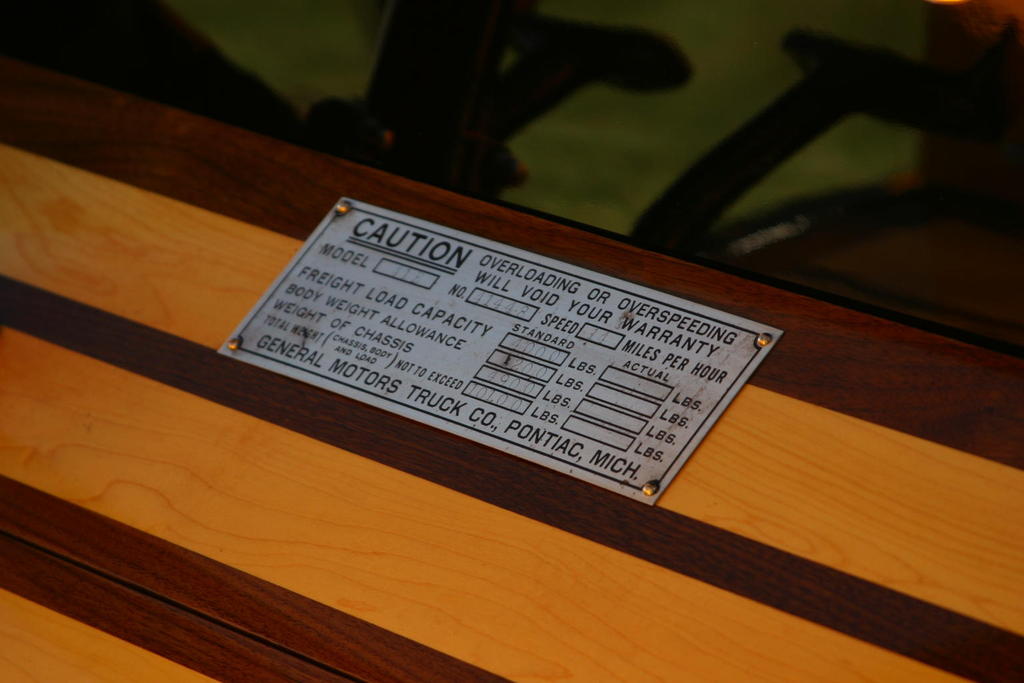 CAUTION OVERLOADING OR OVERSPEEDING
WILL VOID YOUR WARRANTY
MODEL NO. SPEED MILES PER HOUR
STANDARD ACTUAL
FREIGHT LOAD CAPACITY LBS. LBS.
BODY WEIGHT ALLOWANCE LBS. LBS.
WEIGHT OF CHASSIS LBS. LBS.
TOTAL WEIGHT (CHASSIS, BODY AND LOAD) NOT TO EXCEED LBS. LBS.
GENERAL MOTORS TRUCK CO., PONTIAC, MICH.